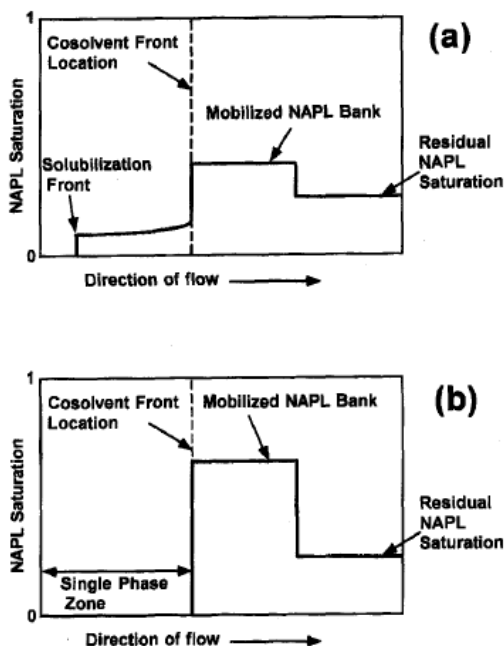 1
(a)
Cosolvent Front
Location
Mobilized NAPL Bank
NAPL Saturation
Solubilization
Front
Residual
NAPL
Saturation
0
Direction of flow
1
(b)
Cosolvent Front
Location
Mobilized NAPL Bank
NAPL Saturation
Residual
NAPL
Saturation
Single Phase
Zone
0
Direction of flow